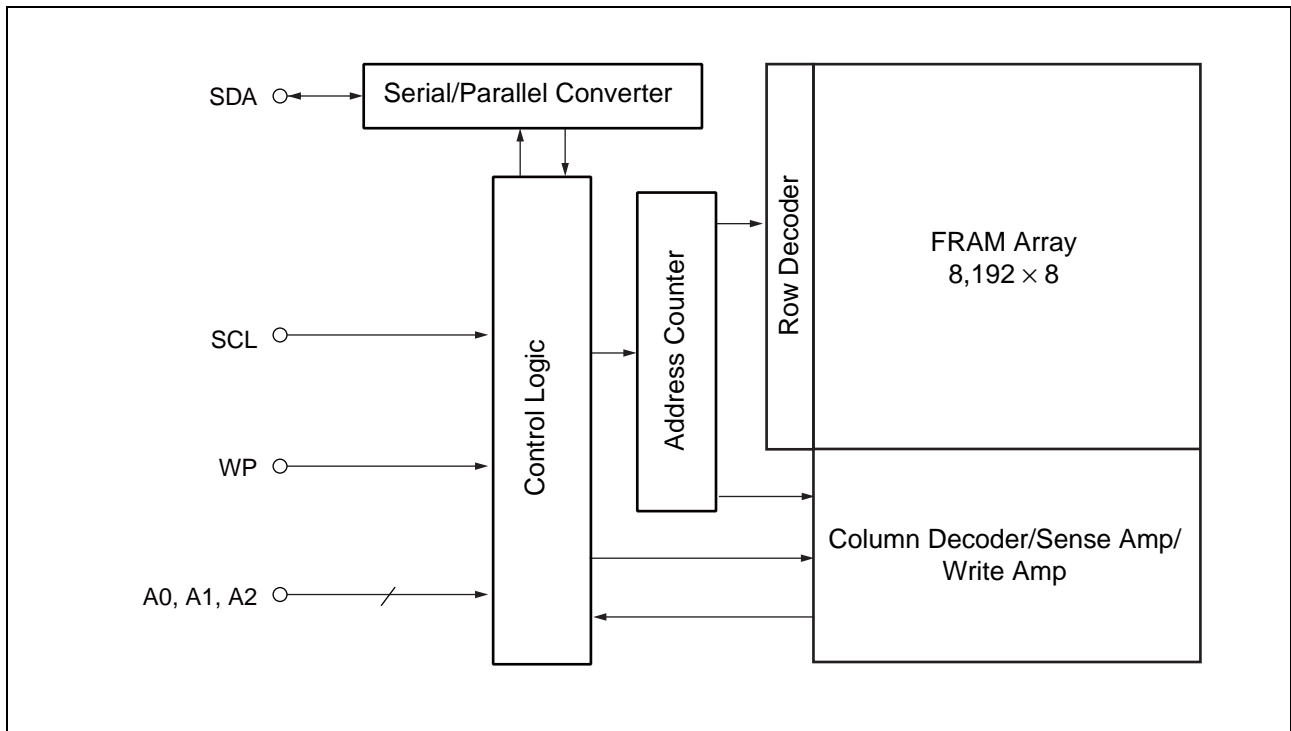 SDA
Serial/Parallel Converter
SCL
WP
A0, A1, A2
Control Logic
Address Counter
Row Decoder
FRAM Array
8,192 × 8
Column Decoder/Sense Amp/
Write Amp